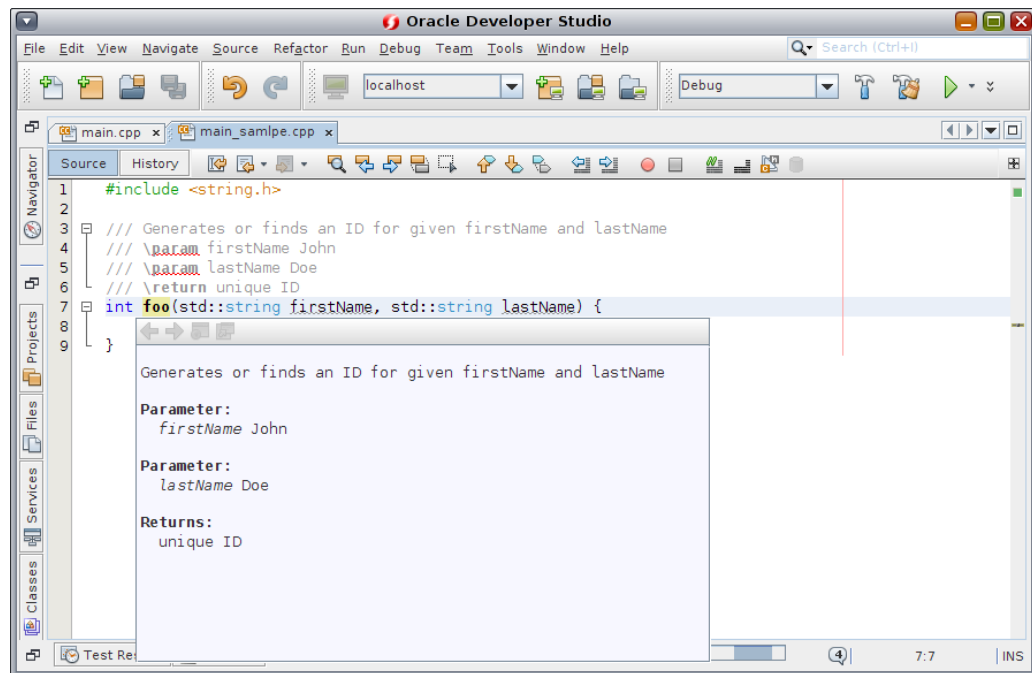 Oracle Developer Studio
File Edit View Navigate Source Refactor Run Debug Team Tools Window Help
Search (Ctrl+I)
localhost
Debug
main.cpp x
main_samlpe.cpp x
Source History
Navigator
Projects
Files
Services
Classes
1 #include <string.h>
2
3 /// Generates or finds an ID for given firstName and lastName
4 /// \param firstName John
5 /// \param lastName Doe
6 /// \return unique ID
7 int foo(std::string firstName, std::string lastName) {
8
9 }
Generates or finds an ID for given firstName and lastName
Parameter:
firstName John
Parameter:
lastName Doe
Returns:
unique ID
Test Re
4
7:7
INS